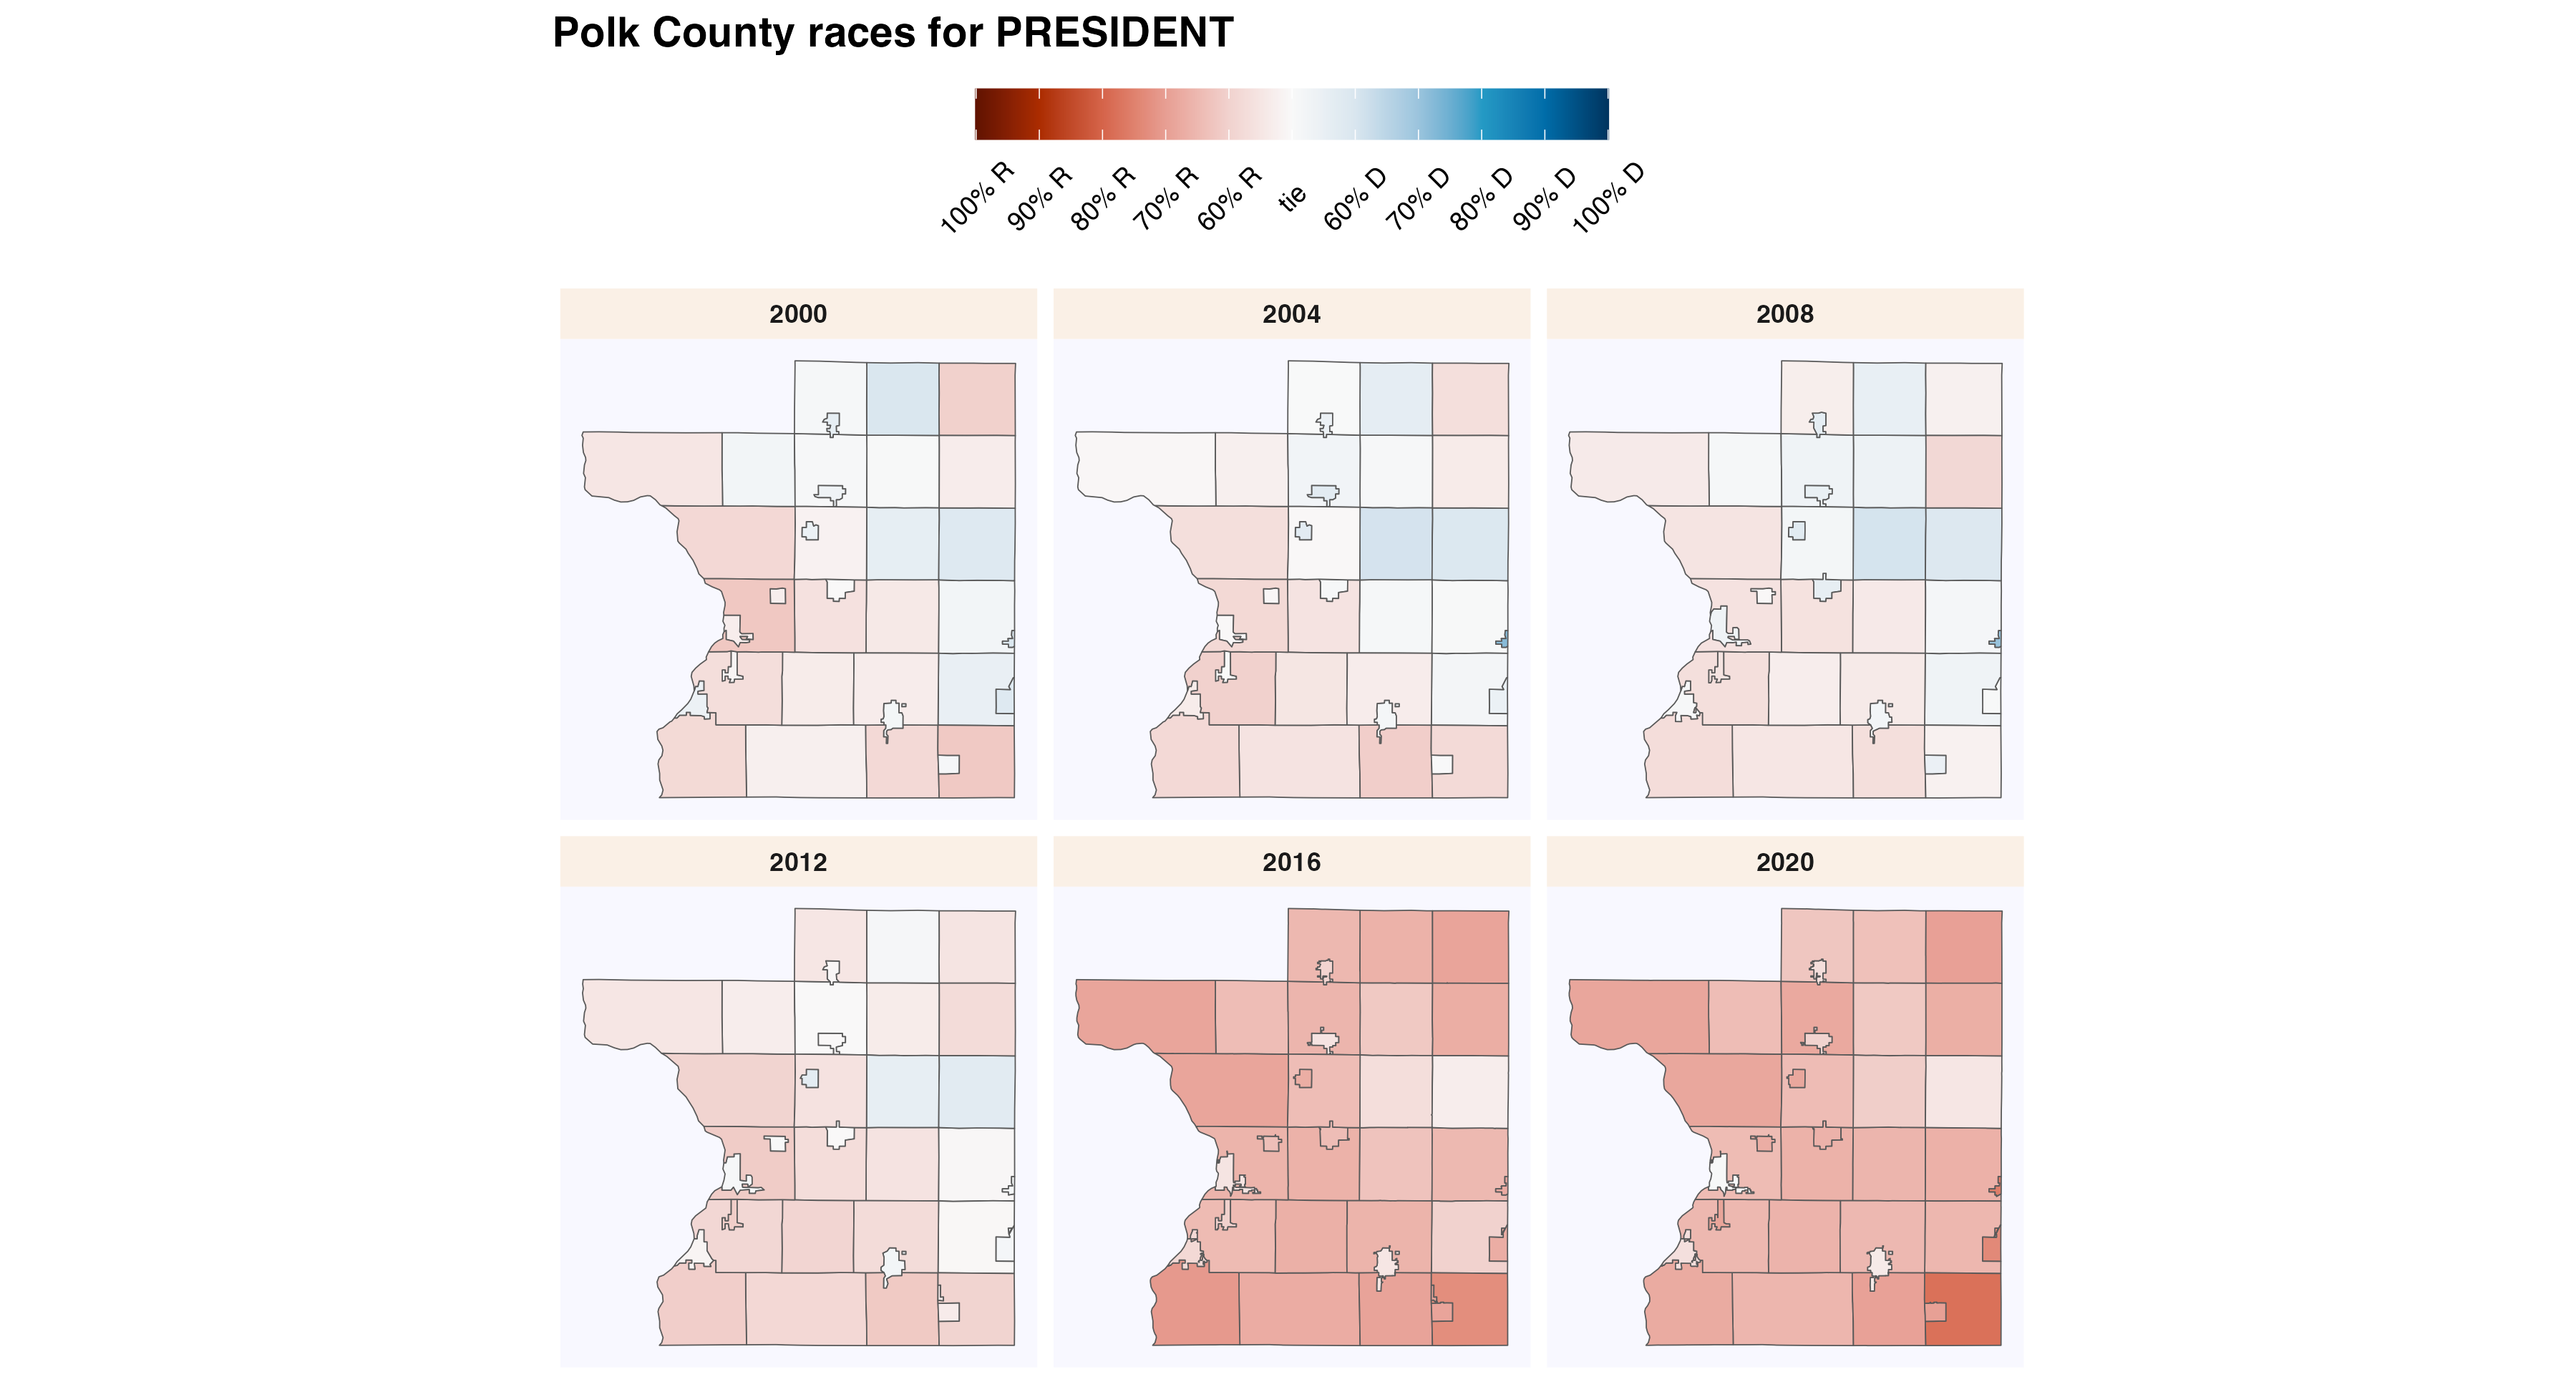 Polk County races for PRESIDENT
100% R
90% R
80% R
70% R
60% R
tie
60% D
70% D
80% D
90% D
100% D
2000
2004
2008
2012
2016
2020